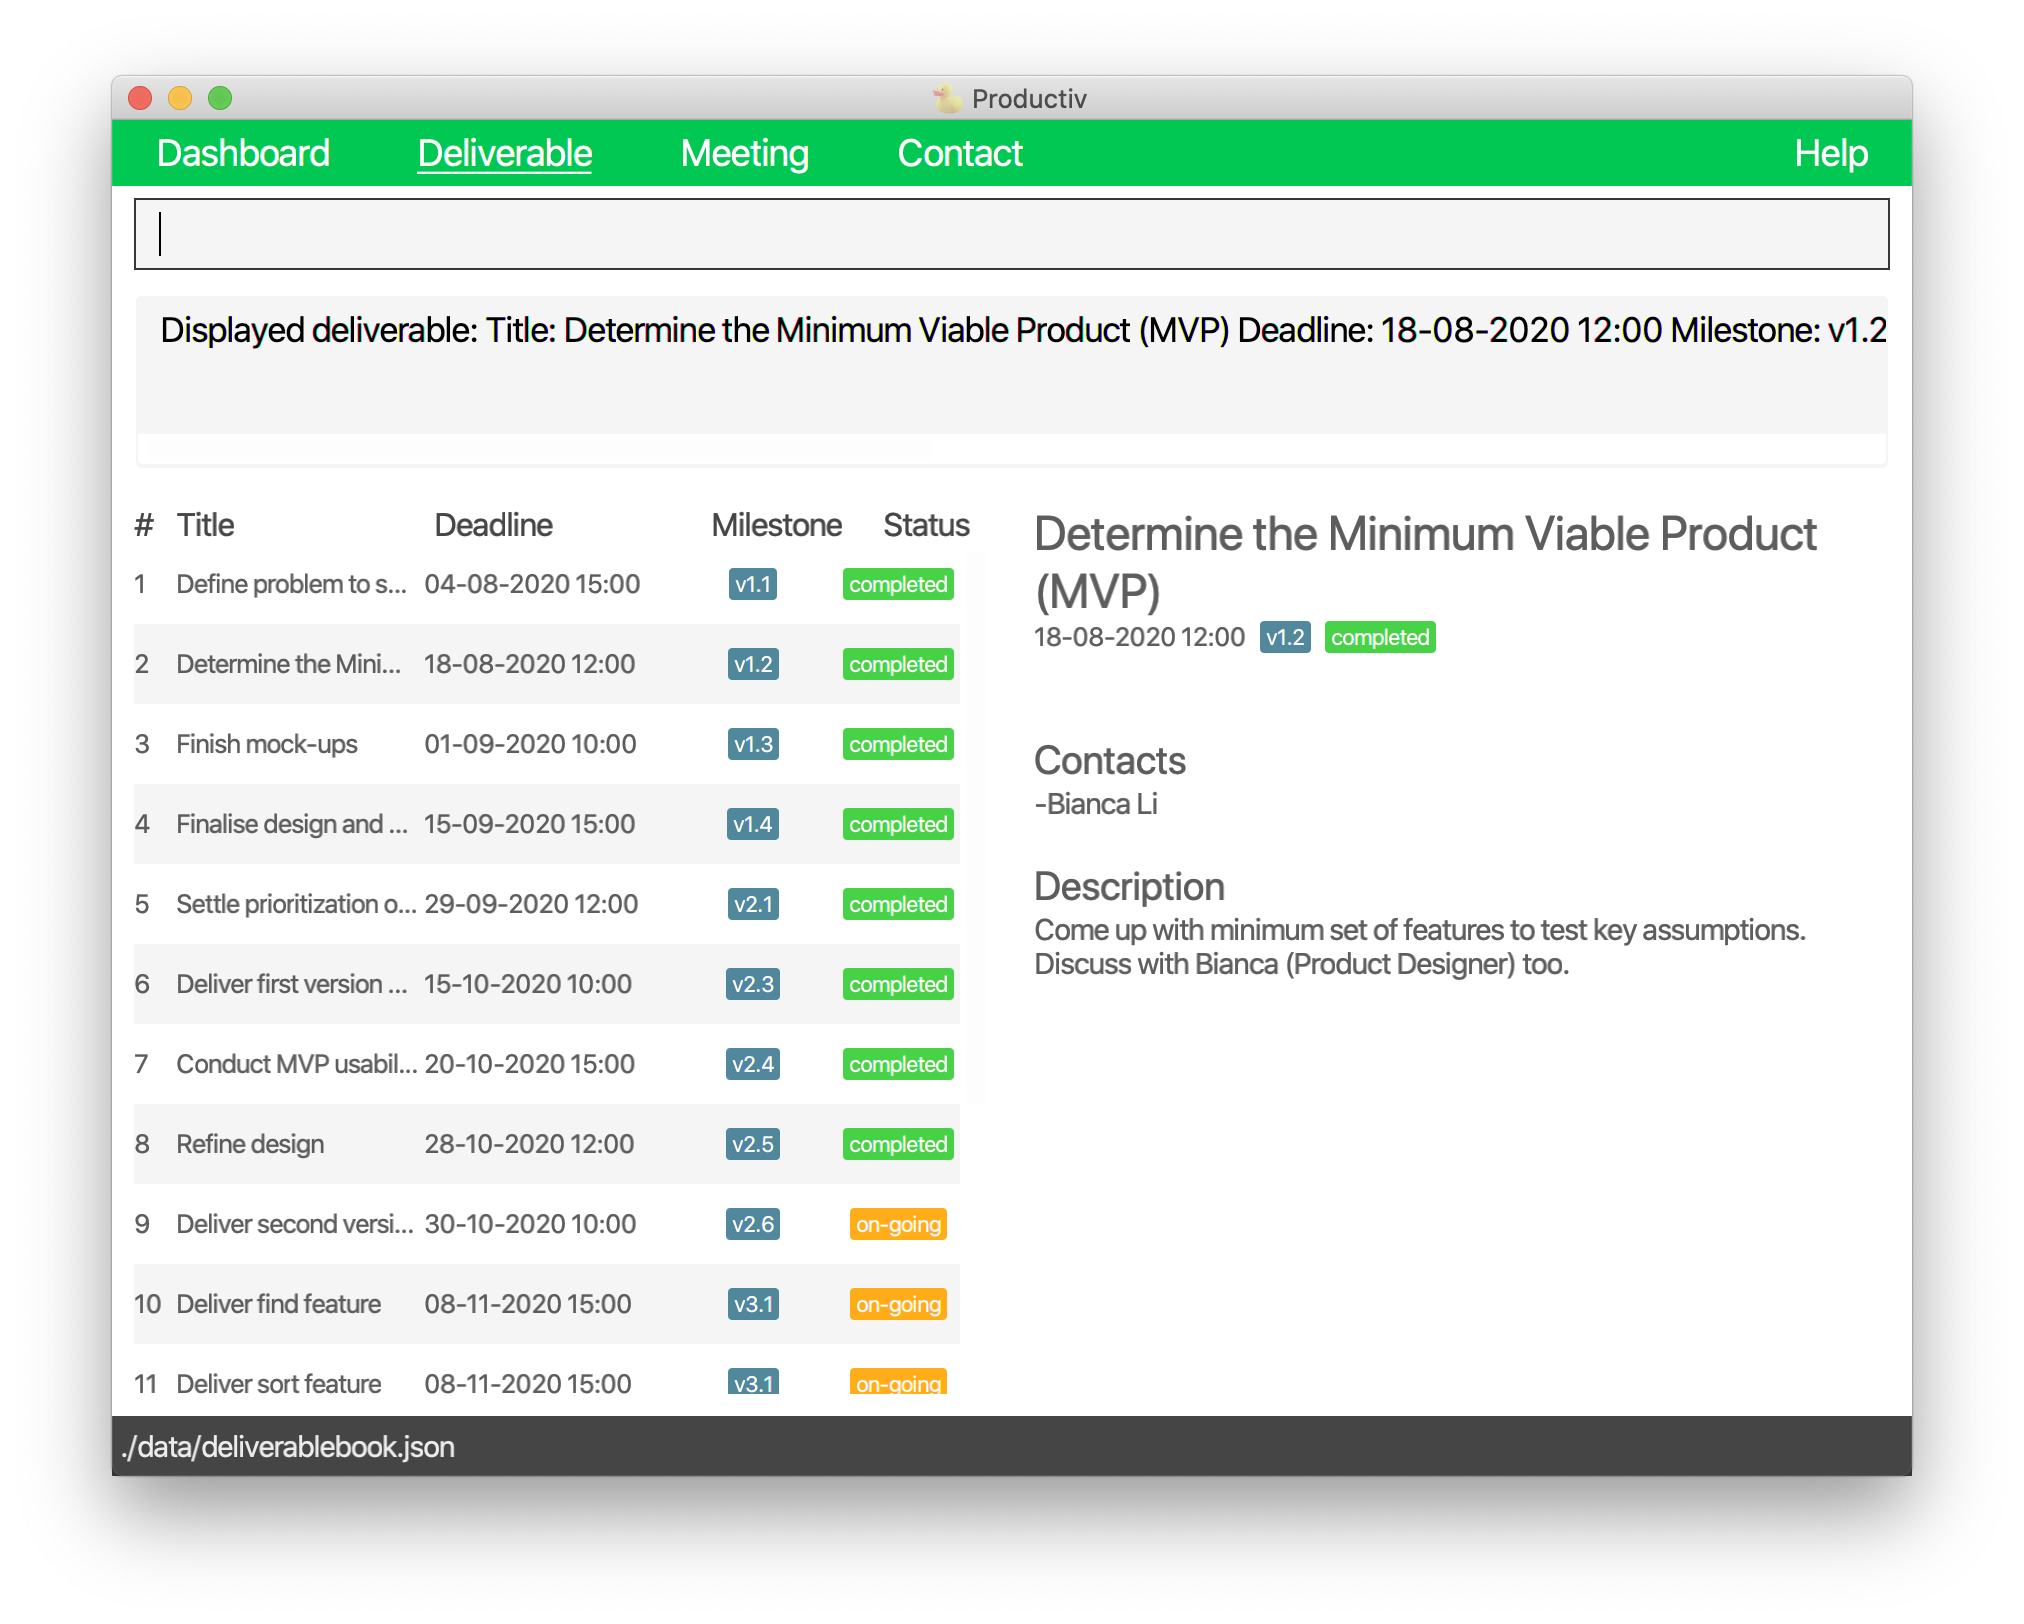 Productiv
Dashboard Deliverable Meeting Contact Help
Displayed deliverable: Title: Determine the Minimum Viable Product (MVP) Deadline: 18-08-2020 12:00 Milestone: v1.2
# Title Deadline Milestone Status
1 Define problem to s... 04-08-2020 15:00 v1.1 completed
2 Determine the Mini... 18-08-2020 12:00 v1.2 completed
3 Finish mock-ups 01-09-2020 10:00 v1.3 completed
4 Finalise design and ... 15-09-2020 15:00 v1.4 completed
5 Settle prioritization o... 29-09-2020 12:00 v2.1 completed
6 Deliver first version ... 15-10-2020 10:00 v2.3 completed
7 Conduct MVP usabil... 20-10-2020 15:00 v2.4 completed
8 Refine design 28-10-2020 12:00 v2.5 completed
9 Deliver second versi... 30-10-2020 10:00 v2.6 on-going
10 Deliver find feature 08-11-2020 15:00 v3.1 on-going
11 Deliver sort feature 08-11-2020 15:00 v3.1 on-going
Determine the Minimum Viable Product
(MVP)
18-08-2020 12:00 v1.2 completed
Contacts
-Bianca Li
Description
Come up with minimum set of features to test key assumptions.
Discuss with Bianca (Product Designer) too.
./data/deliverablebook.json